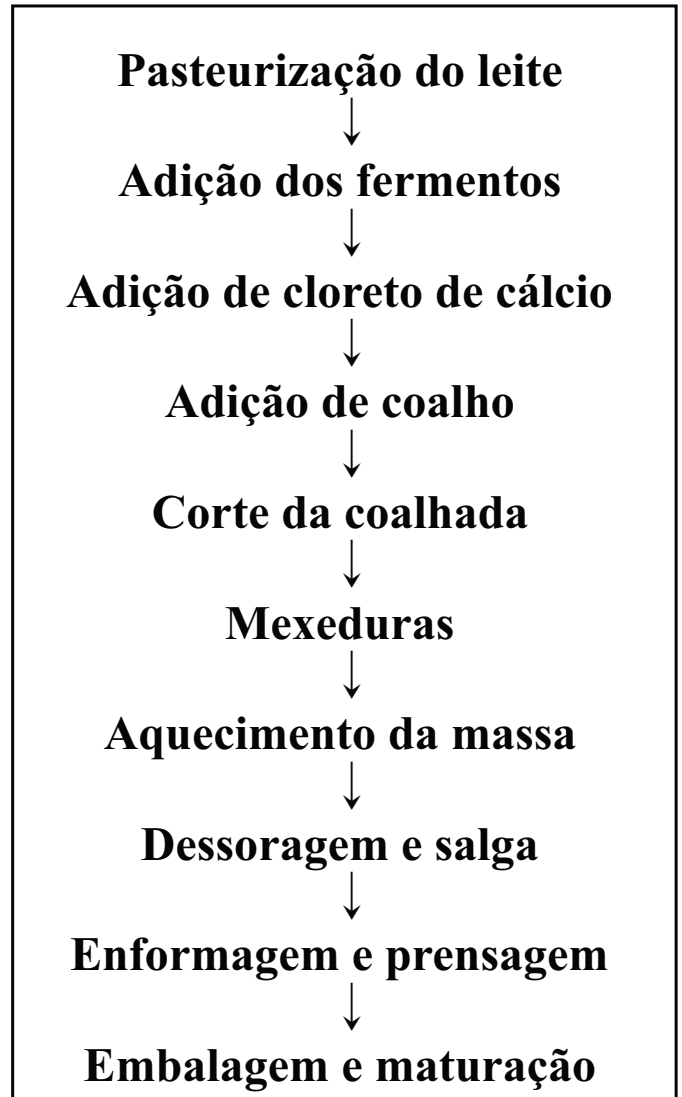 Pasteurização do leite
Adição dos fermentos
Adição de cloreto de cálcio
Adição de coalho
Corte da coalhada
Mexeduras
Aquecimento da massa
Dessoragem e salga
Enformagem e prensagem
Embalagem e maturação